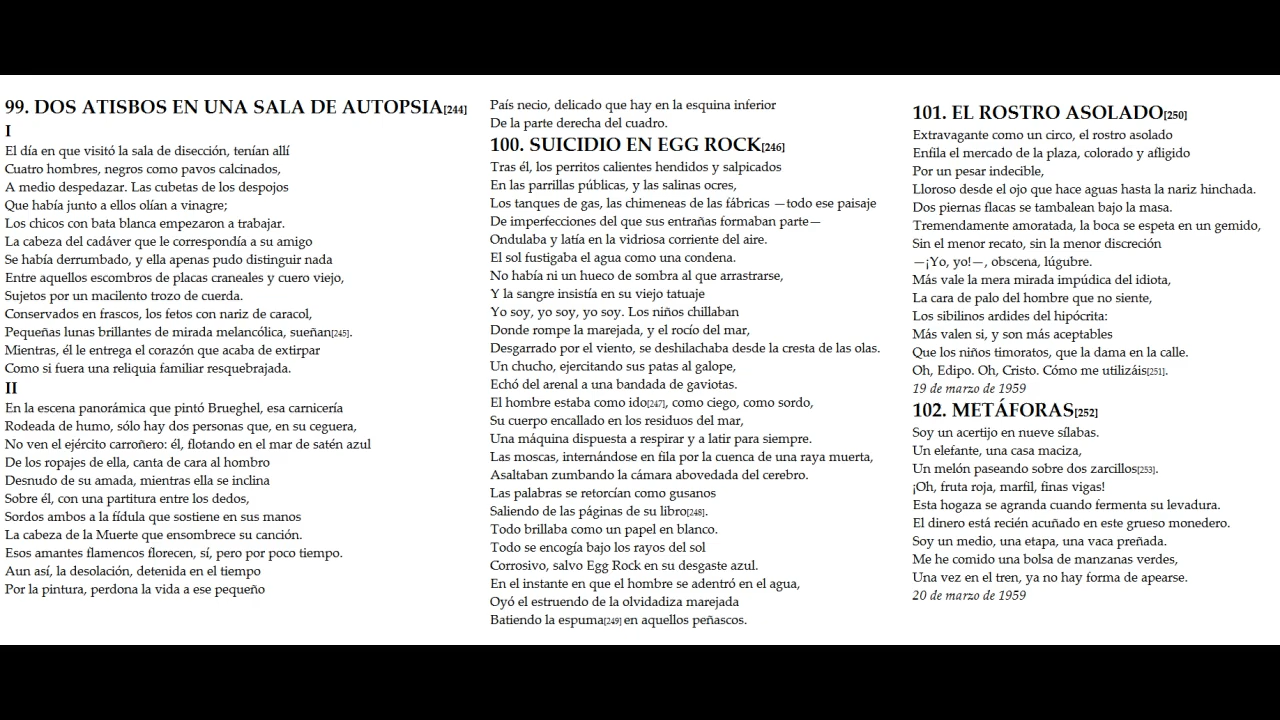 99. DOS ATISBOS EN UNA SALA DE AUTOPSIA[244]
I
El día en que visitó la sala de disección, tenían allí
Cuatro hombres, negros como pavos calcinados,
A medio despedazar. Las cubetas de los despojos
Que había junto a ellos olían a vinagre;
Los chicos con bata blanca empezaron a trabajar.
La cabeza del cadáver que le correspondía a su amigo
Se había derrumbado, y ella apenas pudo distinguir nada
Entre aquellos escombros de placas craneales y cuero viejo,
Sujetos por un macilento trozo de cuerda.
Conservados en frascos, los fetos con nariz de caracol,
Pequeñas lunas brillantes de mirada melancólica, sueñan[245].
Mientras, él le entrega el corazón que acaba de extirpar
Como si fuera una reliquia familiar resquebrajada.
II
En la escena panorámica que pintó Brueghel, esa carnicería
Rodeada de humo, sólo hay dos personas que, en su ceguera,
No ven el ejército carroñero: él, flotando en el mar de satén azul
De los ropajes de ella, canta de cara al hombro
Desnudo de su amada, mientras ella se inclina
Sobre él, con una partitura entre los dedos,
Sordos ambos a la fídula que sostiene en sus manos
La cabeza de la Muerte que ensombrece su canción.
Esos amantes flamencos florecen, sí, pero por poco tiempo.
Aun así, la desolación, detenida en el tiempo
Por la pintura, perdona la vida a ese pequeño
País necio, delicado que hay en la esquina inferior
De la parte derecha del cuadro.
100. SUICIDIO EN EGG ROCK[246]
Tras él, los perritos calientes hendidos y salpicados
En las parrillas públicas, y las salinas ocres,
Los tanques de gas, las chimeneas de las fábricas —todo ese paisaje
De imperfecciones del que sus entrañas formaban parte—
Ondulaba y latía en la vidriosa corriente del aire.
El sol fustigaba el agua como una condena.
No había ni un hueco de sombra al que arrastrarse,
Y la sangre insistía en su viejo tatuaje
Yo soy, yo soy, yo soy. Los niños chillaban
Donde rompe la marejada, y el rocío del mar,
Desgarrado por el viento, se deshilachaba desde la cresta de las olas.
Un chucho, ejercitando sus patas al galope,
Echó del arenal a una bandada de gaviotas.
El hombre estaba como ido[247], como ciego, como sordo,
Su cuerpo encallado en los residuos del mar,
Una máquina dispuesta a respirar y a latir para siempre.
Las moscas, internándose en fila por la cuenca de una raya muerta,
Asaltaban zumbando la cámara abovedada del cerebro.
Las palabras se retorcían como gusanos
Saliendo de las páginas de su libro[248].
Todo brillaba como un papel en blanco.
Todo se encogía bajo los rayos del sol
Corrosivo, salvo Egg Rock en su desgaste azul.
En el instante en que el hombre se adentró en el agua,
Oyó el estruendo de la olvidadiza marejada
Batiendo la espuma[249] en aquellos peñascos.
101. EL ROSTRO ASOLADO[250]
Extravagante como un circo, el rostro asolado
Enfila el mercado de la plaza, colorado y afligido
Por un pesar indecible,
Lloroso desde el ojo que hace aguas hasta la nariz hinchada.
Dos piernas flacas se tambalean bajo la masa.
Tremendamente amoratada, la boca se espeta en un gemido,
Sin el menor recato, sin la menor discreción
—¡Yo, yo!—, obscena, lúgubre.
Más vale la mera mirada impúdica del idiota,
La cara de palo del hombre que no siente,
Los sibilinos ardides del hipócrita:
Más valen si, y son más aceptables
Que los niños timoratos, que la dama en la calle.
Oh, Edipo. Oh, Cristo. Cómo me utilizáis[251].
19 de marzo de 1959
102. METÁFORAS[252]
Soy un acertijo en nueve sílabas.
Un elefante, una casa maciza,
Un melón paseando sobre dos zarcillos[253].
¡Oh, fruta roja, marfil, finas vigas!
Esta hogaza se agranda cuando fermenta su levadura.
El dinero está recién acuñado en este grueso monedero.
Soy un medio, una etapa, una vaca preñada.
Me he comido una bolsa de manzanas verdes,
Una vez en el tren, ya no hay forma de apearse.
20 de marzo de 1959